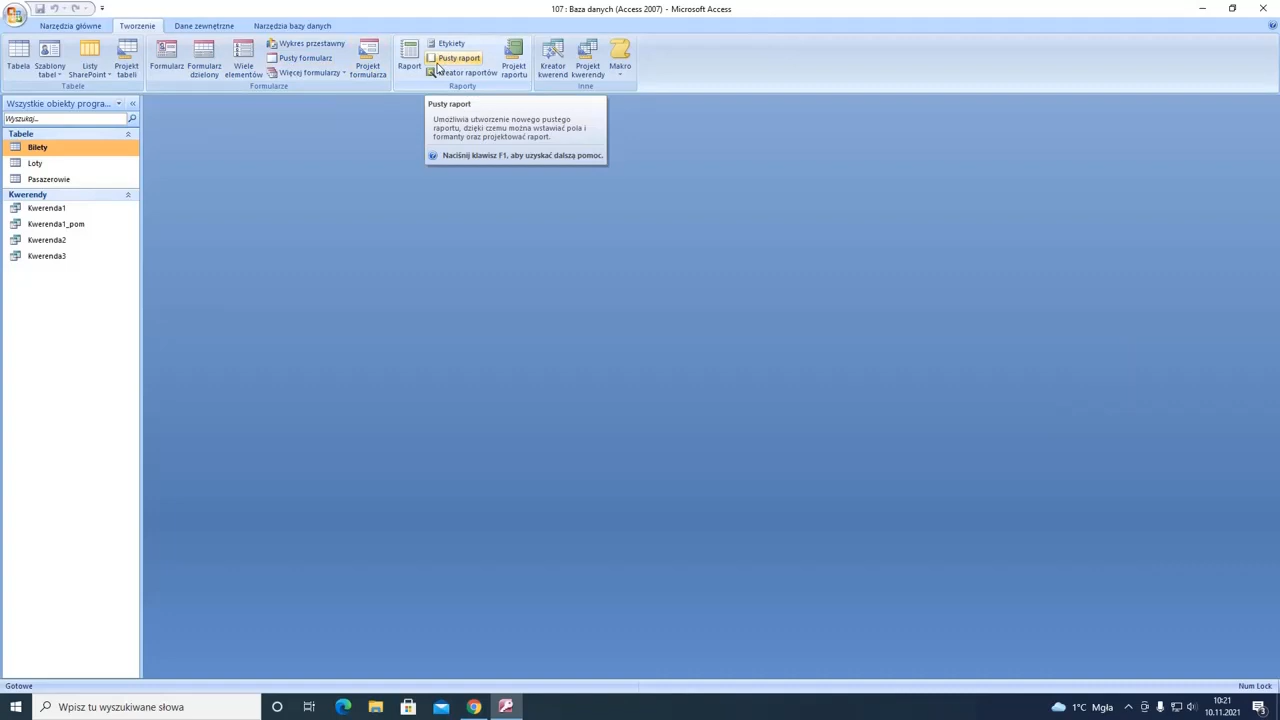 107 : Baza danych (Access 2007) - Microsoft Access
Narzędzia główne
Tworzenie
Dane zewnętrzne
Narzędzia bazy danych
Tabela
Szablony
tabel
Listy
SharePoint
Projekt
tabeli
Tabele
Formularz
Formularz
dzielony
Wiele
elementów
Wykres przestawny
Pusty formularz
Więcej formularzy
Projekt
formularza
Formularze
Raport
Etykiety
Pusty raport
Kreator raportów
Projekt
raportu
Raporty
Kreator
kwerend
Projekt
kwerendy
Makro
Inne
Wszystkie obiekty progra...
Wyszukaj...
Tabele
Bilety
Loty
Pasazerowie
Kwerendy
Kwerenda1
Kwerenda1_pom
Kwerenda2
Kwerenda3
Pusty raport
Umożliwia utworzenie nowego pustego
raportu, dzięki czemu można wstawiać pola i
formanty oraz projektować raport.
Naciśnij klawisz F1, aby uzyskać dalszą pomoc.
Gotowe
Num Lock
Wpisz tu wyszukiwane słowa
1°C Mgła
10:21
10.11.2021
3